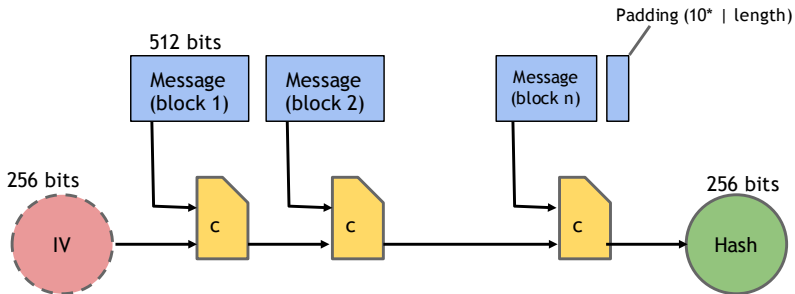 Padding (10* | length)
512 bits
Message
(block 1)
Message
(block 2)
Message
(block n)
256 bits
256 bits
IV
c
c
c
Hash